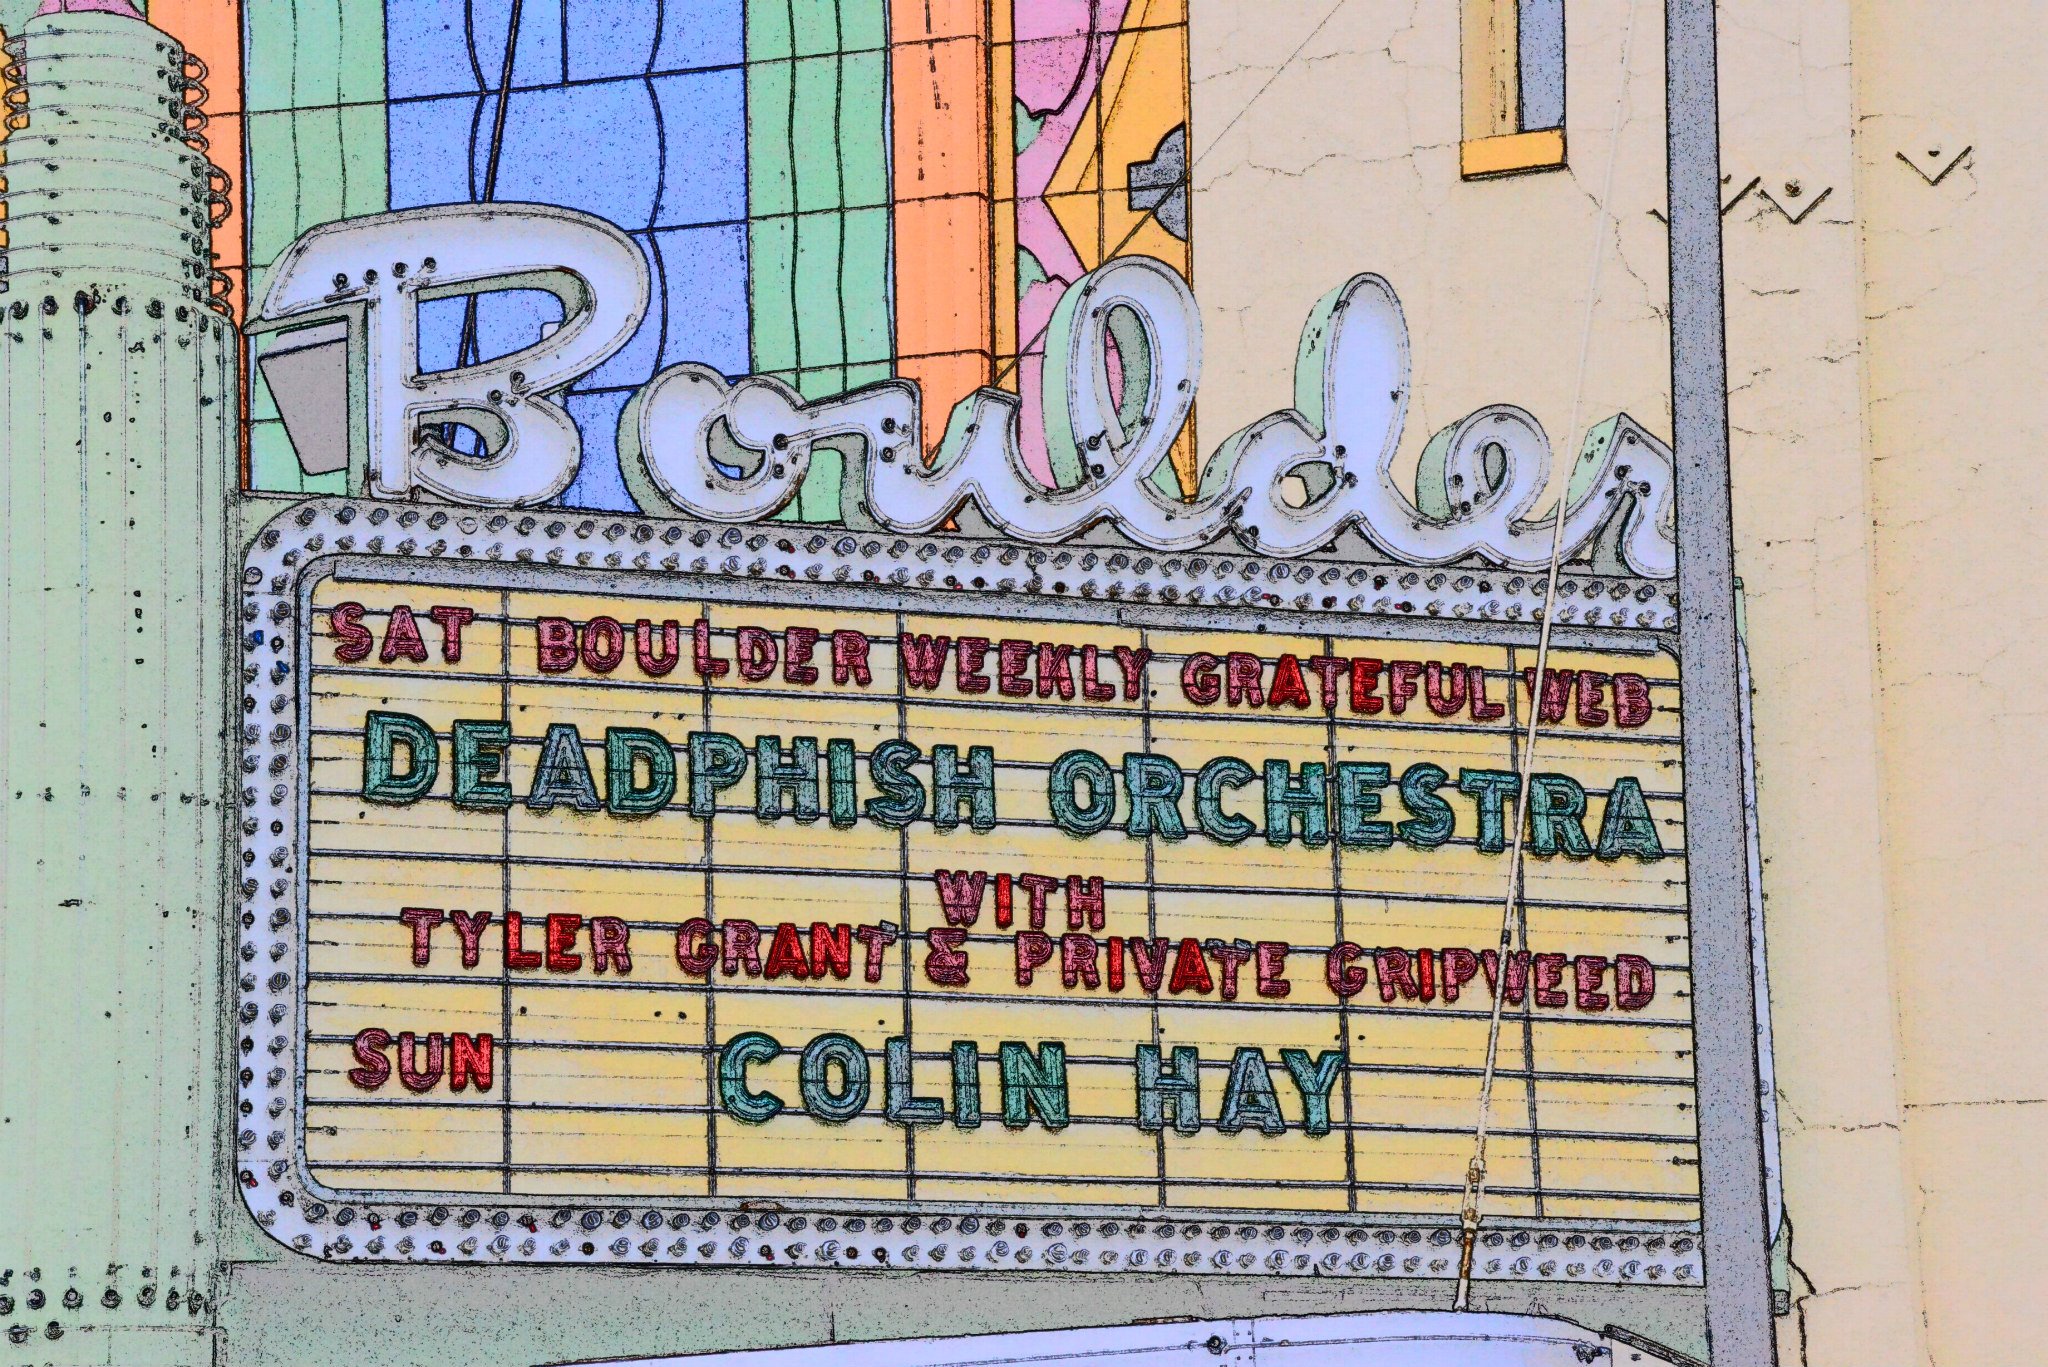 Boulder
SAT BOULDER WEEKLY GRATEFUL WEB
DEADPHISH ORCHESTRA
WITH
TYLER GRANT & PRIVATE GRIPWEED
SUN COLIN HAY